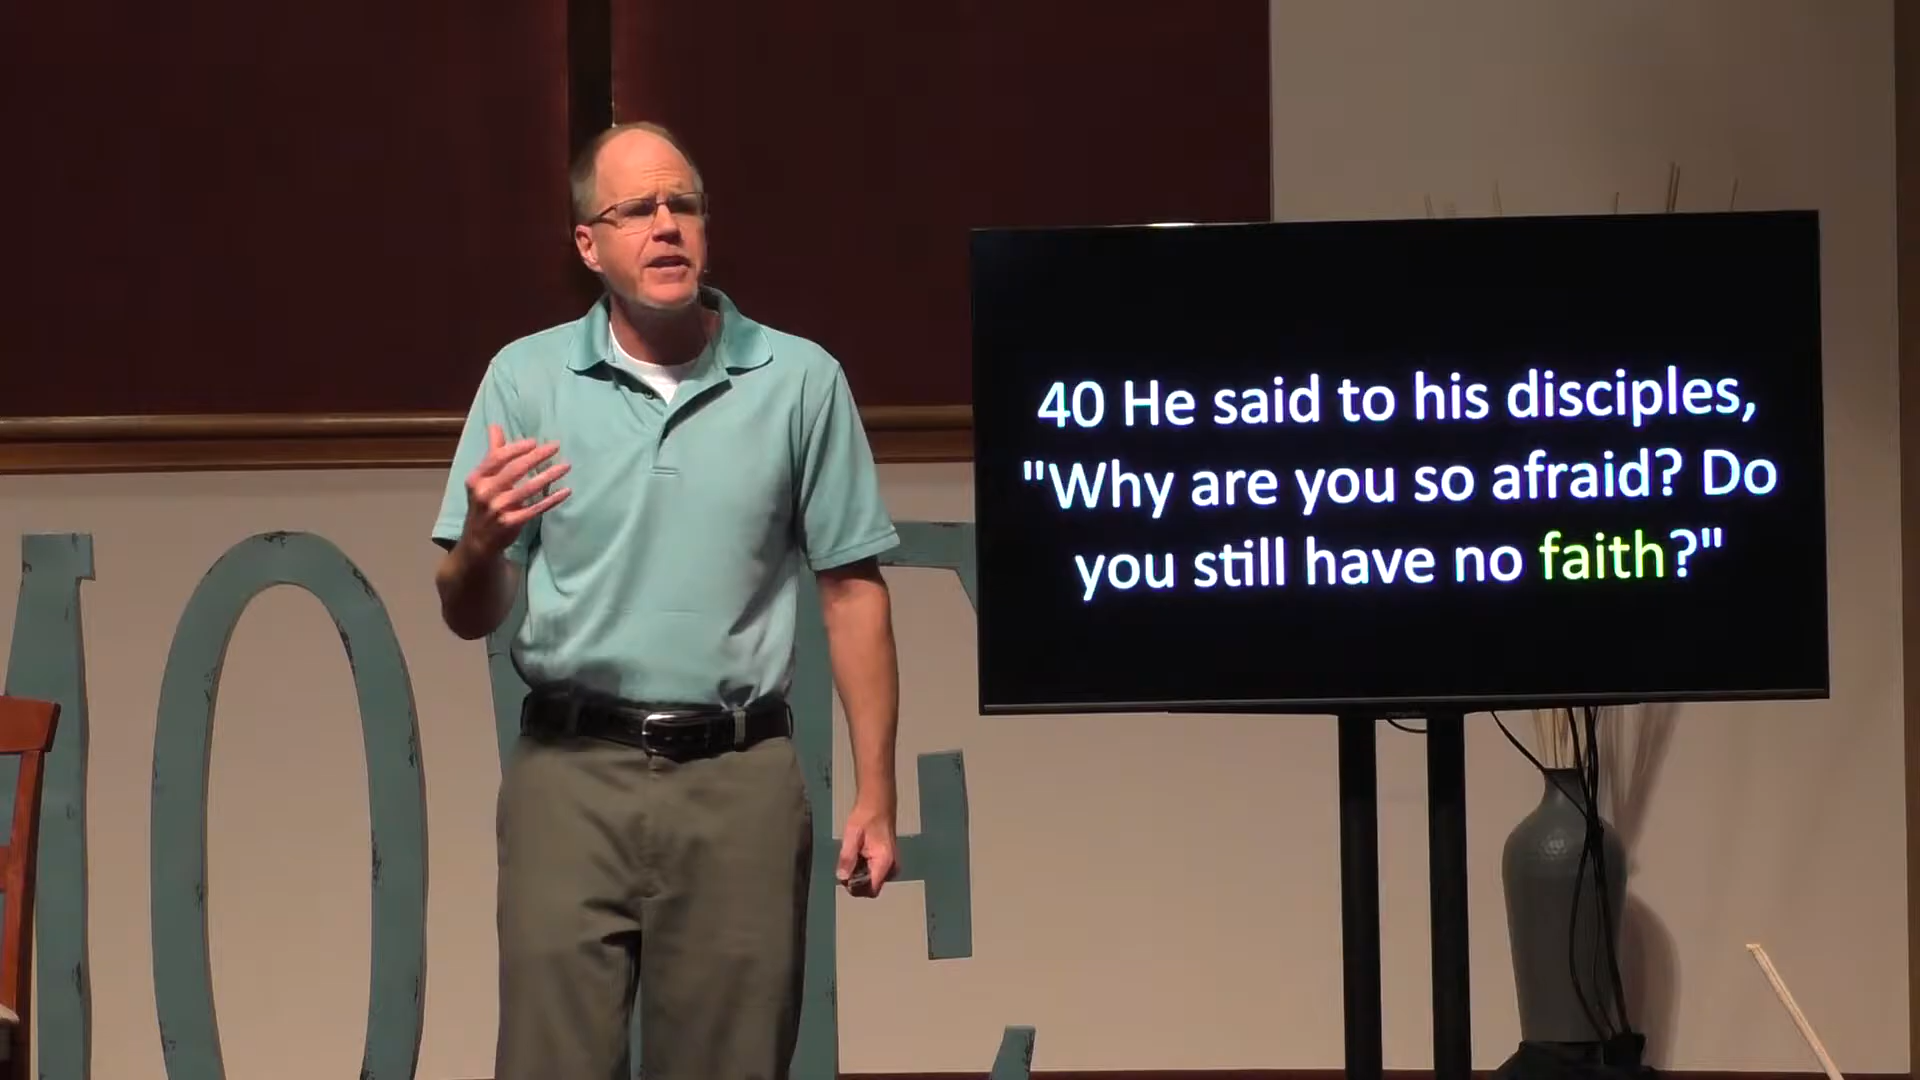 40 He said to his disciples,
"Why are you so afraid? Do
you still have no faith?"